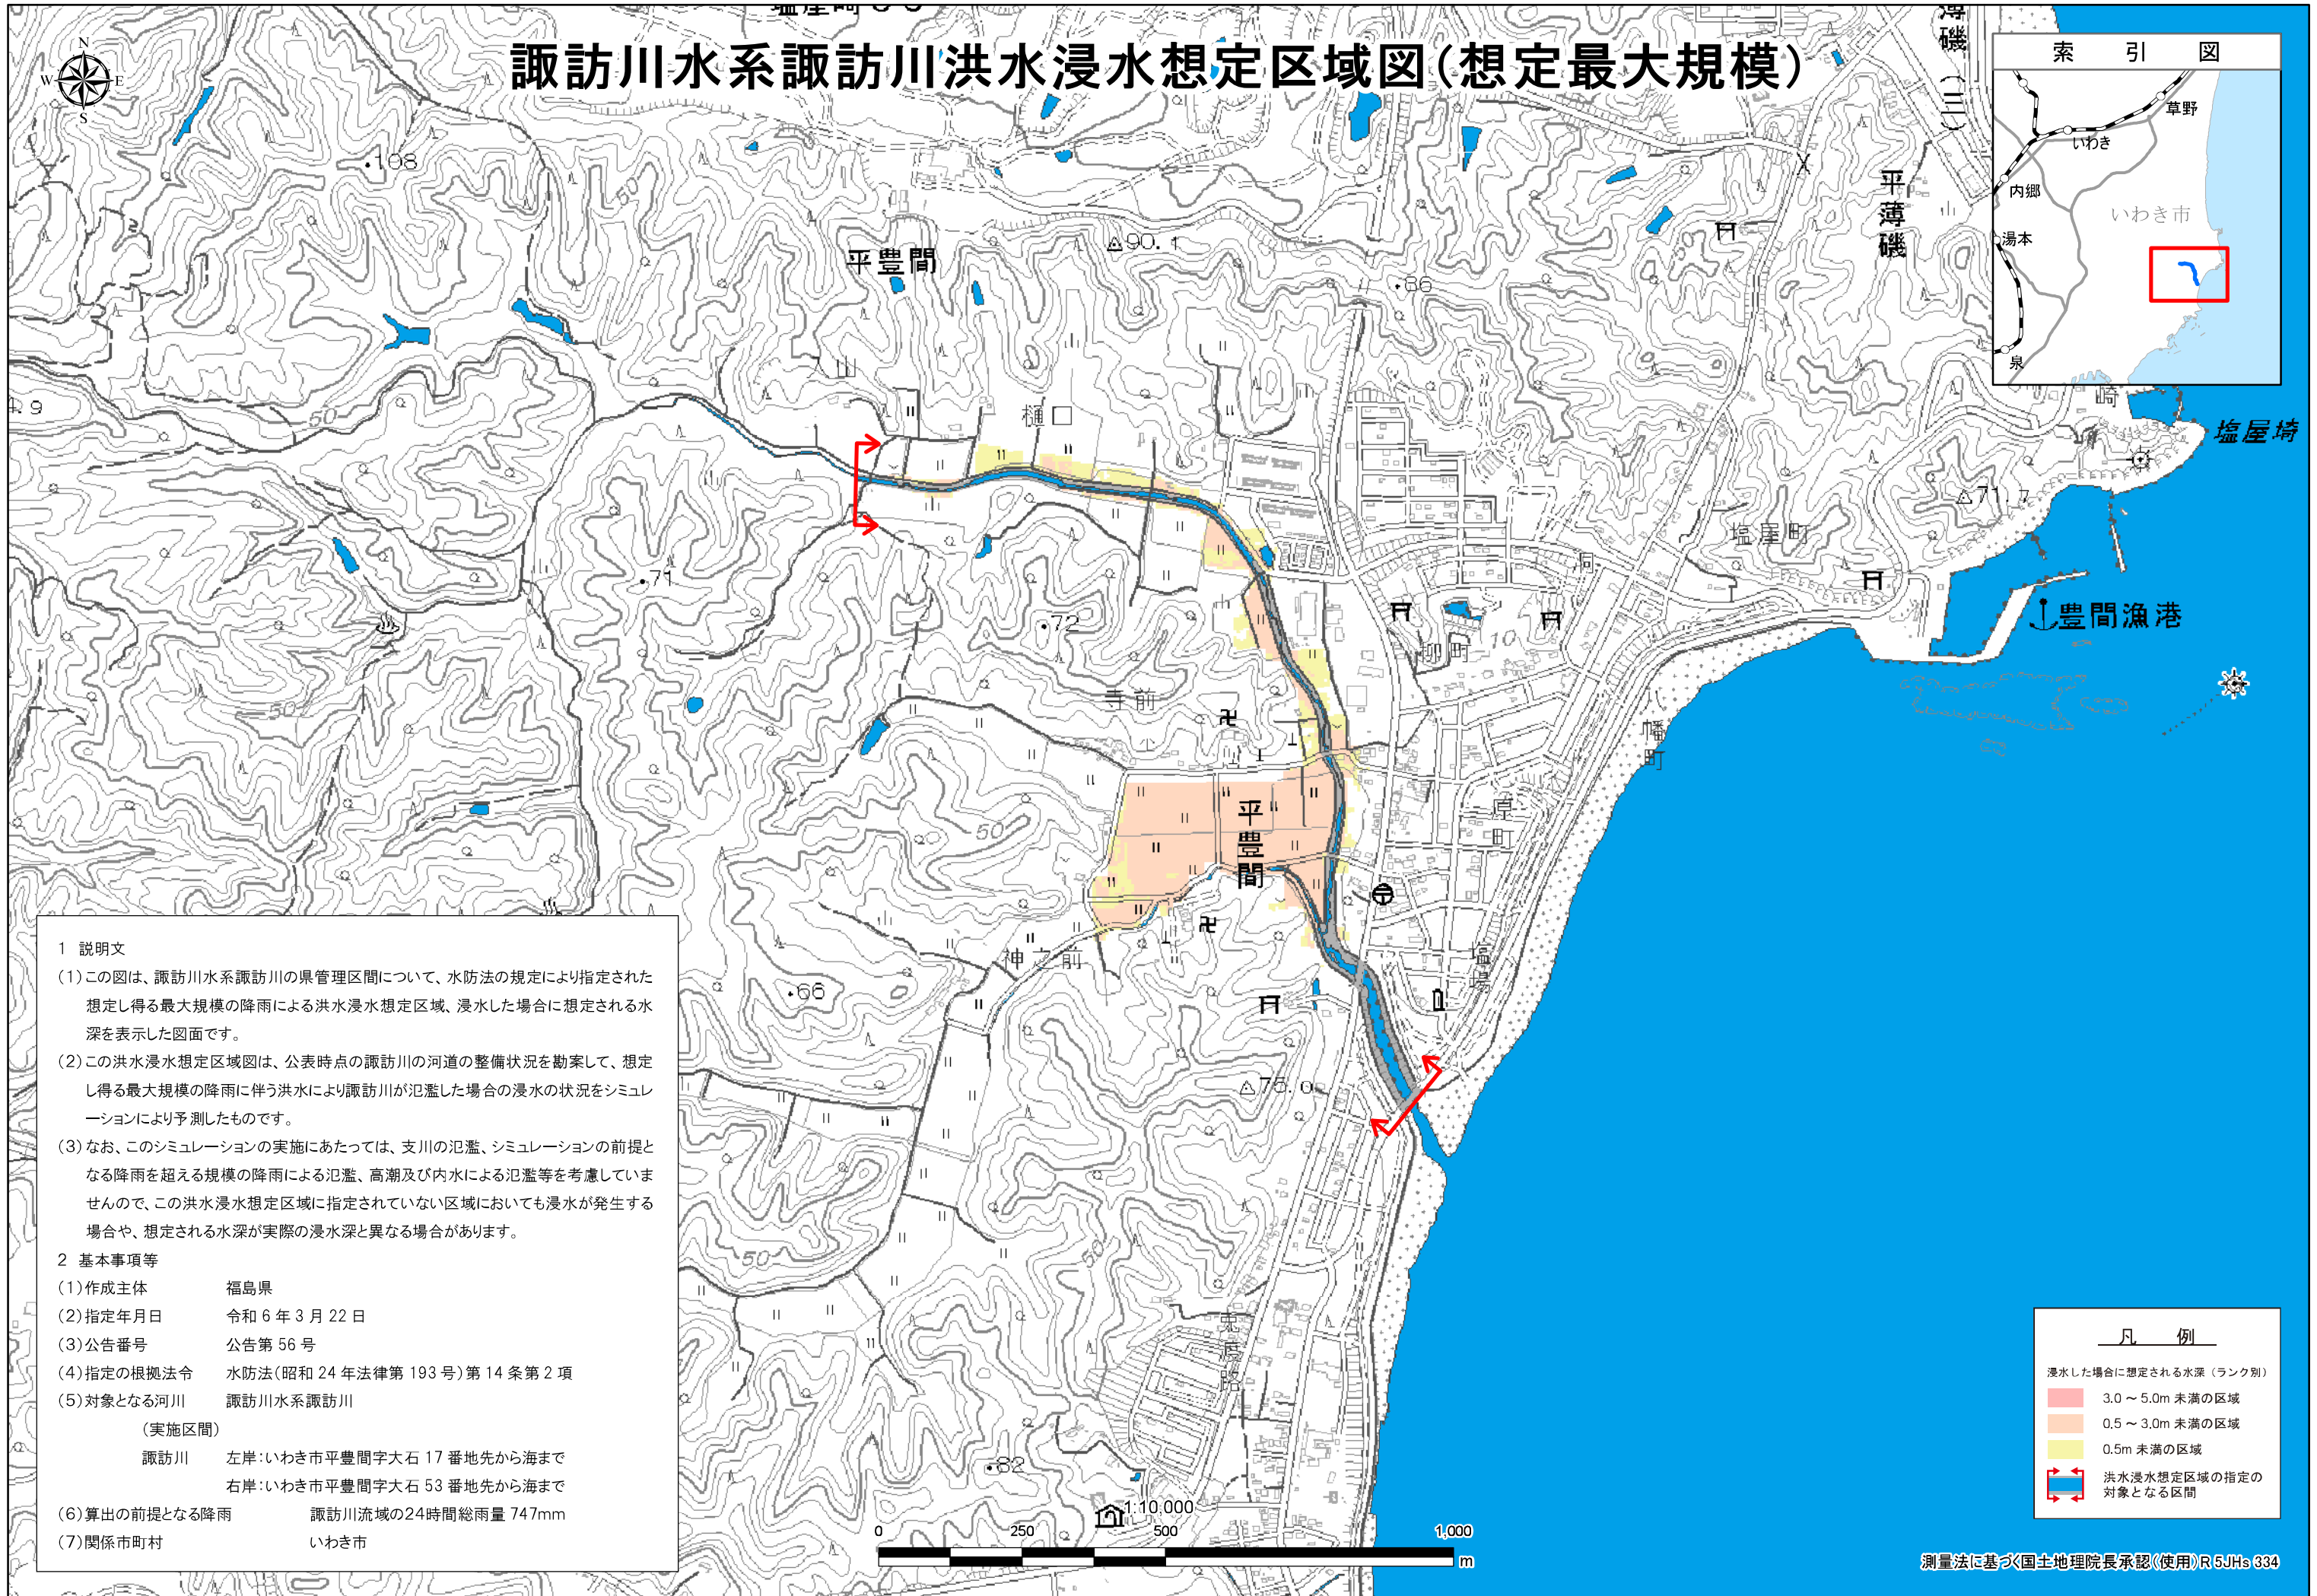 諏訪川水系諏訪川洪水浸水想定区域図(想定最大規模)
N
W
E
S
索引図
草野
いわき
内郷
いわき市
湯本
泉
平薄磯
(三)
.108
50
平豊間
△90.1
.86
入山
樋口
50
塩屋埼
△71.7
塩屋町
洞
豊間漁港
.71
.72
柳町
10
寺前
幡町
50
平豊間
原町
50
神之前
塩場
.66
△75.0
50
50
.82
1 説明文
(1)この図は、諏訪川水系諏訪川の県管理区間について、水防法の規定により指定された
想定し得る最大規模の降雨による洪水浸水想定区域、浸水した場合に想定される水
深を表示した図面です。
(2)この洪水浸水想定区域図は、公表時点の諏訪川の河道の整備状況を勘案して、想定
し得る最大規模の降雨に伴う洪水により諏訪川が氾濫した場合の浸水の状況をシミュレ
ーションにより予測したものです。
(3)なお、このシミュレーションの実施にあたっては、支川の氾濫、シミュレーションの前提と
なる降雨を超える規模の降雨による氾濫、高潮及び内水による氾濫等を考慮していま
せんので、この洪水浸水想定区域に指定されていない区域においても浸水が発生する
場合や、想定される水深が実際の浸水深と異なる場合があります。
2 基本事項等
(1)作成主体 福島県
(2)指定年月日 令和 6 年 3 月 22 日
(3)公告番号 公告第 56 号
(4)指定の根拠法令 水防法(昭和 24 年法律第 193 号)第 14 条第 2 項
(5)対象となる河川 諏訪川水系諏訪川
(実施区間)
諏訪川 左岸:いわき市平豊間字大石 17 番地先から海まで
右岸:いわき市平豊間字大石 53 番地先から海まで
(6)算出の前提となる降雨 諏訪川流域の24時間総雨量 747mm
(7)関係市町村 いわき市
1:10,000
0 250 500 1,000
m
凡例
浸水した場合に想定される水深(ランク別)
3.0～5.0m 未満の区域
0.5～3.0m 未満の区域
0.5m 未満の区域
洪水浸水想定区域の指定の
対象となる区間
測量法に基づく国土地理院長承認(使用)R 5JHs 334